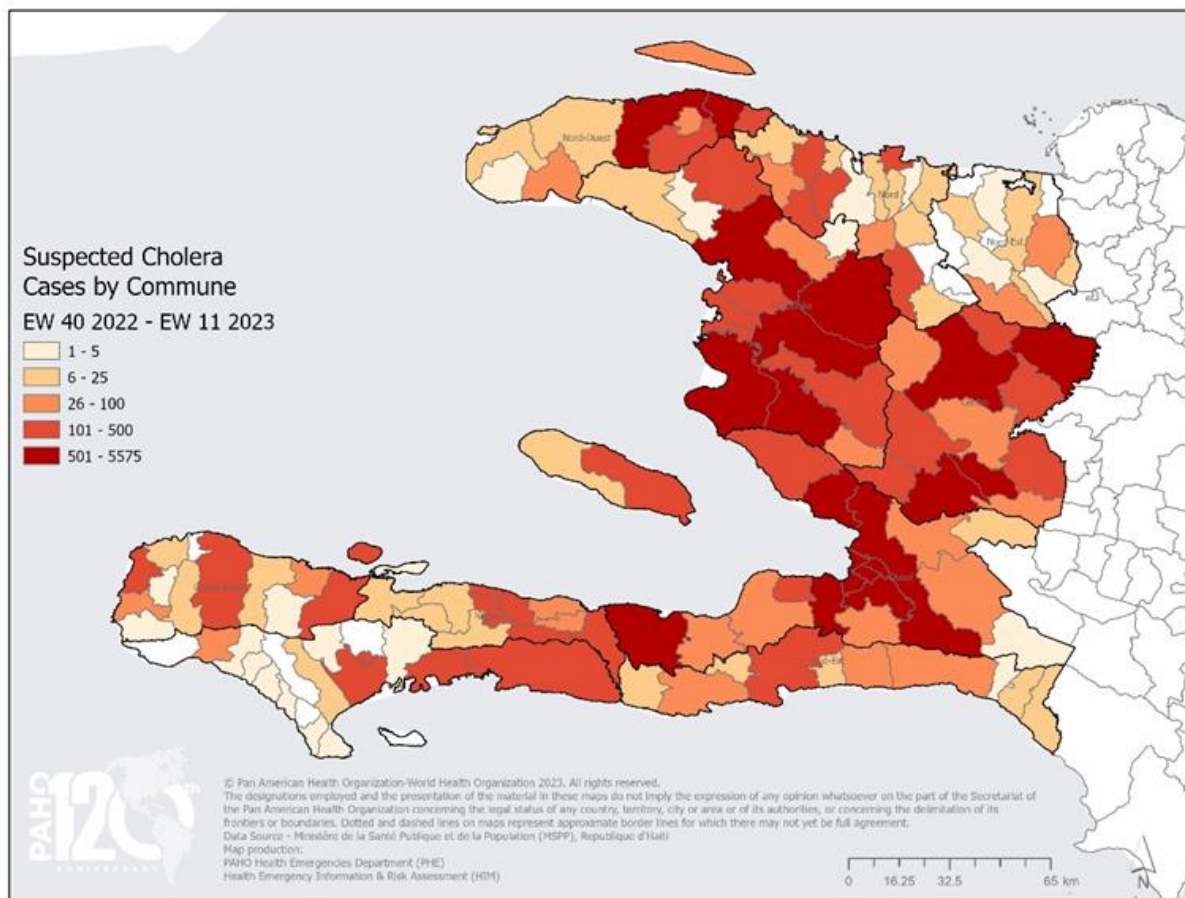 Nord-Ouest
Nord
Nord-Est
Suspected Cholera
Cases by Commune
EW 40 2022 - EW 11 2023
1 - 5
6 - 25
26 - 100
101 - 500
501 - 5575
PAHO
120
ANNIVERSARY
© Pan American Health Organization-World Health Organization 2023. All rights reserved.
The designations employed and the presentation of the material in these maps do not imply the expression of any opinion whatsoever on the part of the Secretariat of
the Pan American Health Organization concerning the legal status of any country, territory, city or area or of its authorities, or concerning the delimitation of its
frontiers or boundaries. Dotted and dashed lines on maps represent approximate border lines for which there may not yet be full agreement.
Data Source - Ministère de la Santé Publique et de la Population (MSPP), Republique d'Haiti
Map production:
PAHO Health Emergencies Department (PHE)
Health Emergency Information & Risk Assessment (HIM)
0 16.25 32.5 65 km
N